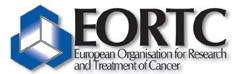 EORTC
European Organisation for Research
and Treatment of Cancer